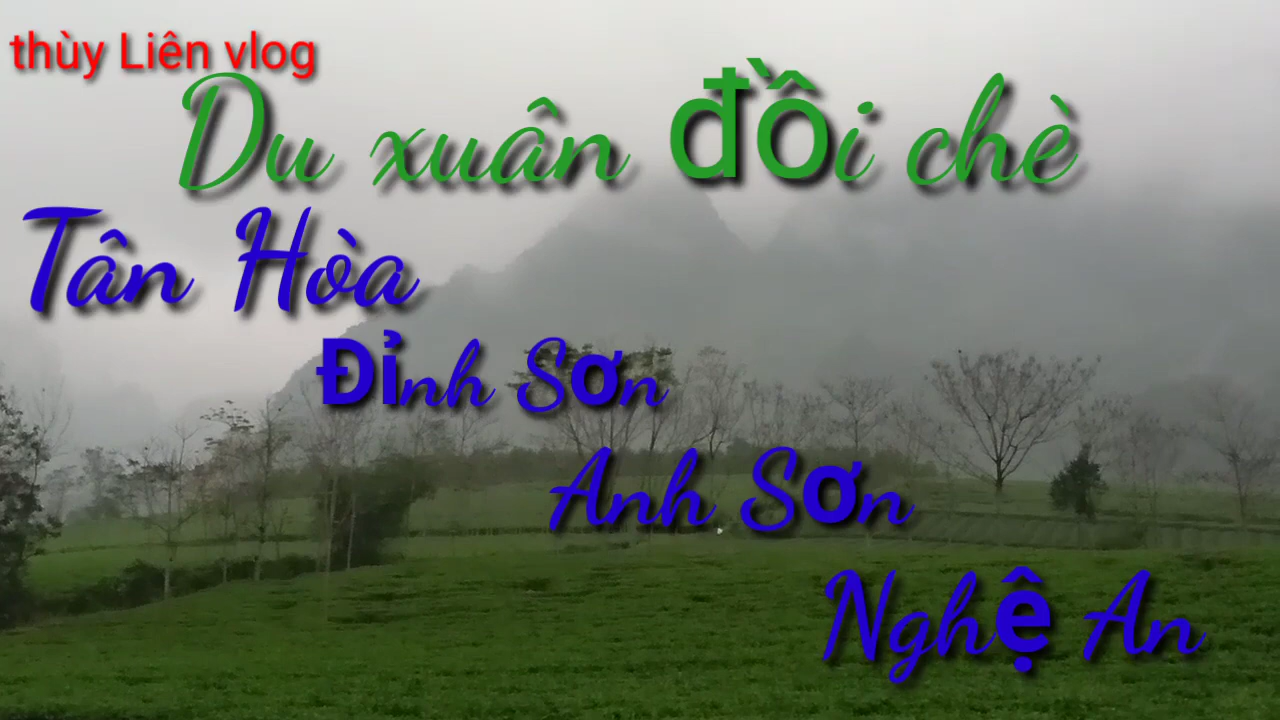 thùy Liên vlog
Du xuân đồi chè
Tân Hòa
Đỉnh Sơn
Anh Sơn
Nghệ An